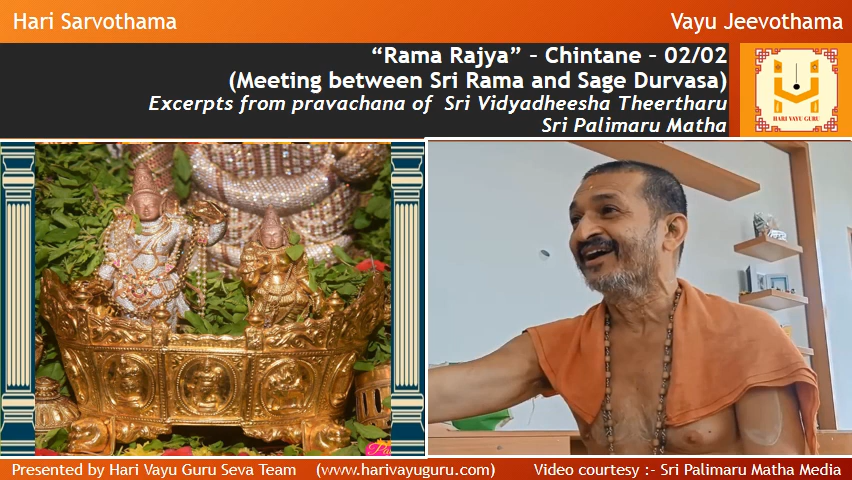 Hari Sarvothama
Vayu Jeevothama
“Rama Rajya” – Chintane – 02/02
(Meeting between Sri Rama and Sage Durvasa)
Excerpts from pravachana of Sri Vidyadheesha Theertharu
Sri Palimaru Matha
HARI VAYU GURU
Presented by Hari Vayu Guru Seva Team (www.harivayuguru.com)
Video courtesy :- Sri Palimaru Matha Media